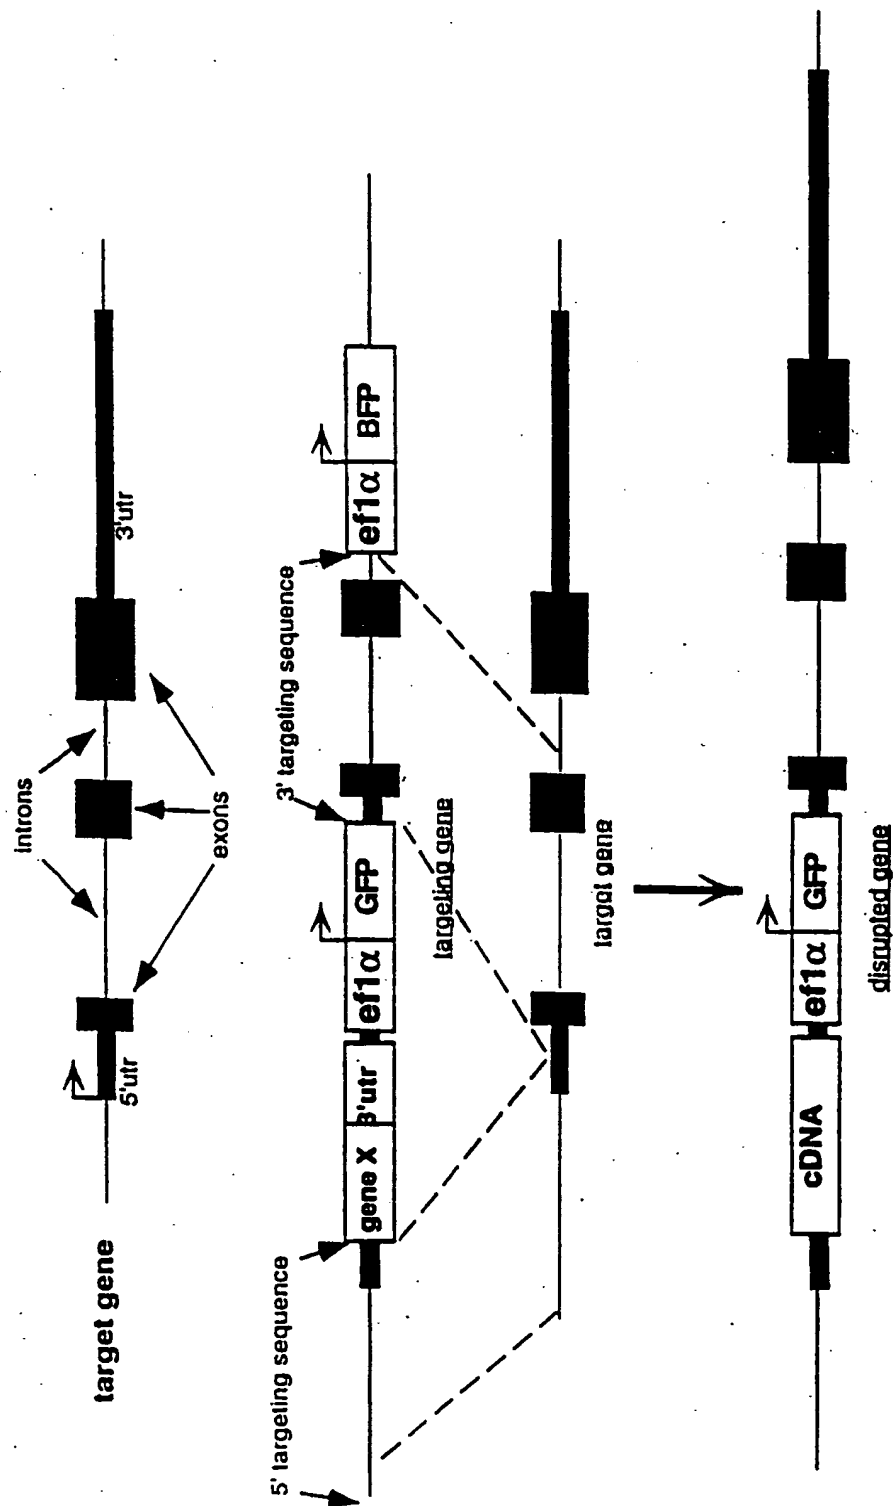 target gene
introns
5'utr
exons
3'utr
5' targeting sequence
3' targeting sequence
gene X
3'utr
ef1α
GFP
ef1α
BFP
targeting gene
target gene
cDNA
ef1α
GFP
disrupted gene